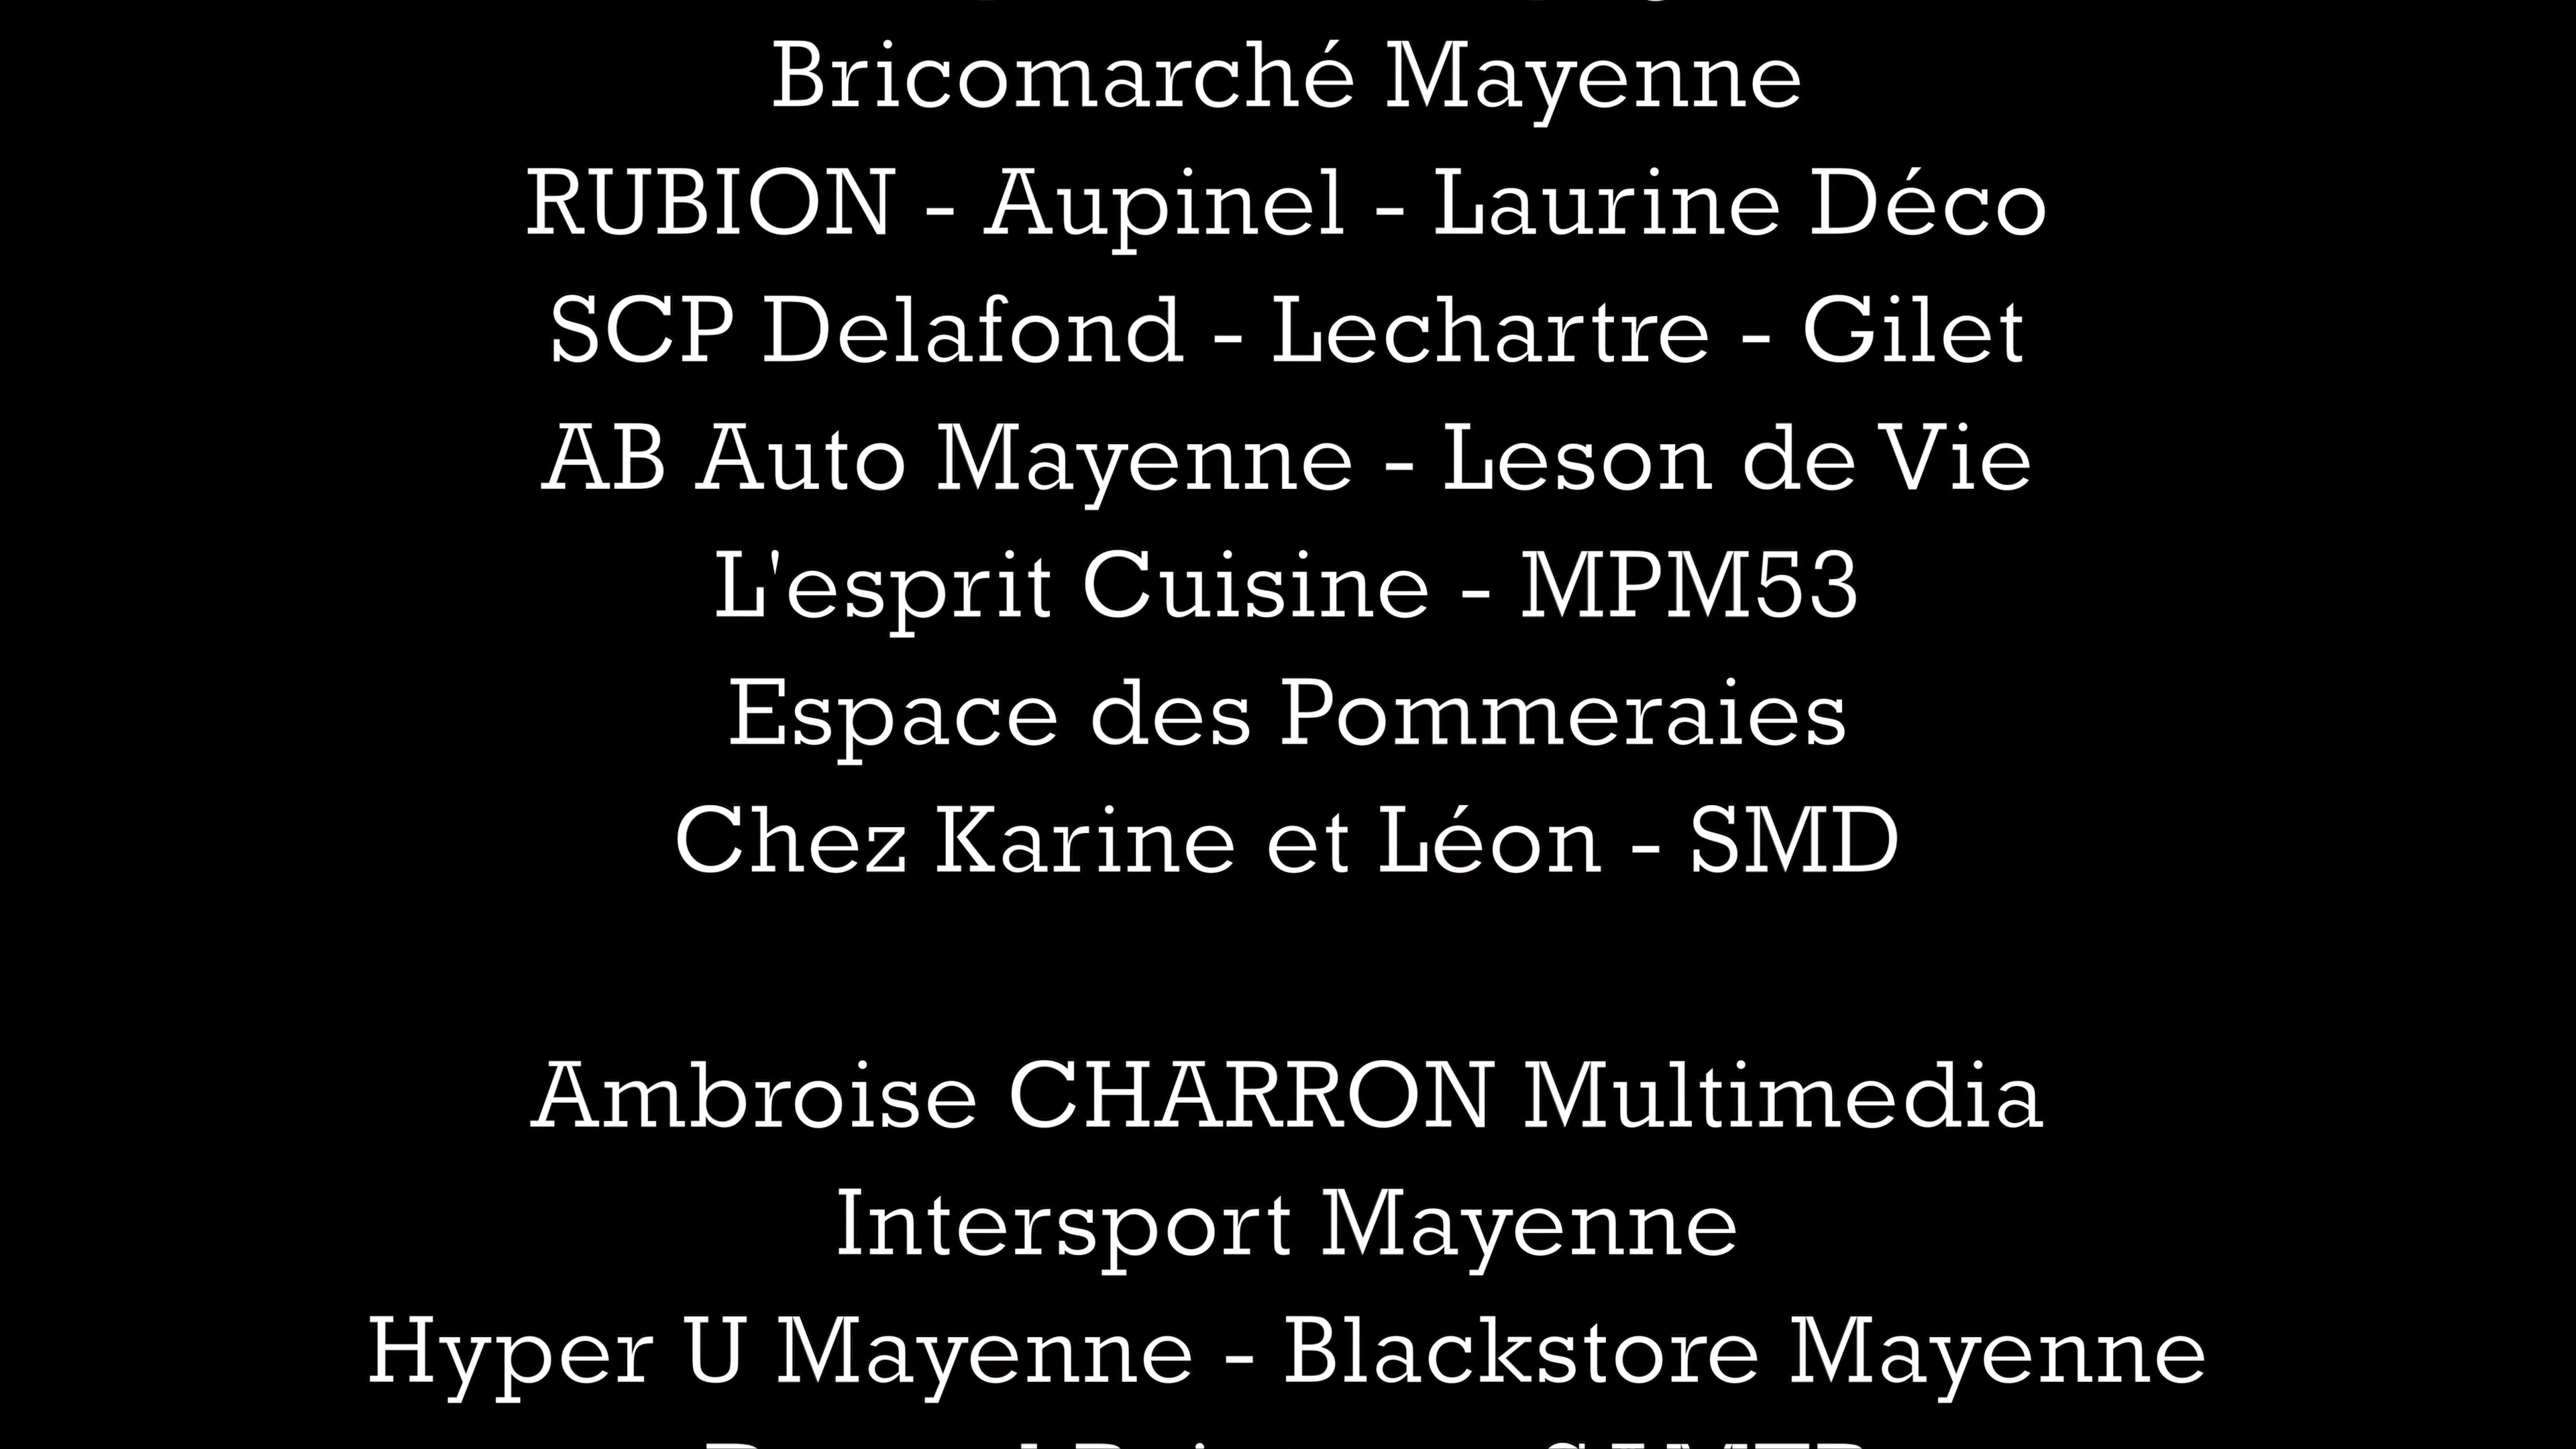 Bricomarché Mayenne
RUBION - Aupinel - Laurine Déco
SCP Delafond - Lechartre - Gilet
AB Auto Mayenne - Leson de Vie
L'esprit Cuisine - MPM53
Espace des Pommeraies
Chez Karine et Léon - SMD
Ambroise CHARRON Multimedia
Intersport Mayenne
Hyper U Mayenne - Blackstore Mayenne